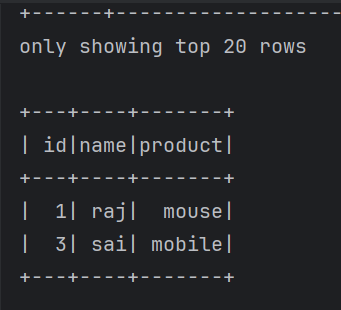 +------+-------------------
only showing top 20 rows
+---+----+-------+
| id|name|product|
+---+----+-------+
|  1| raj|  mouse|
|  3| sai| mobile|
+---+----+-------+